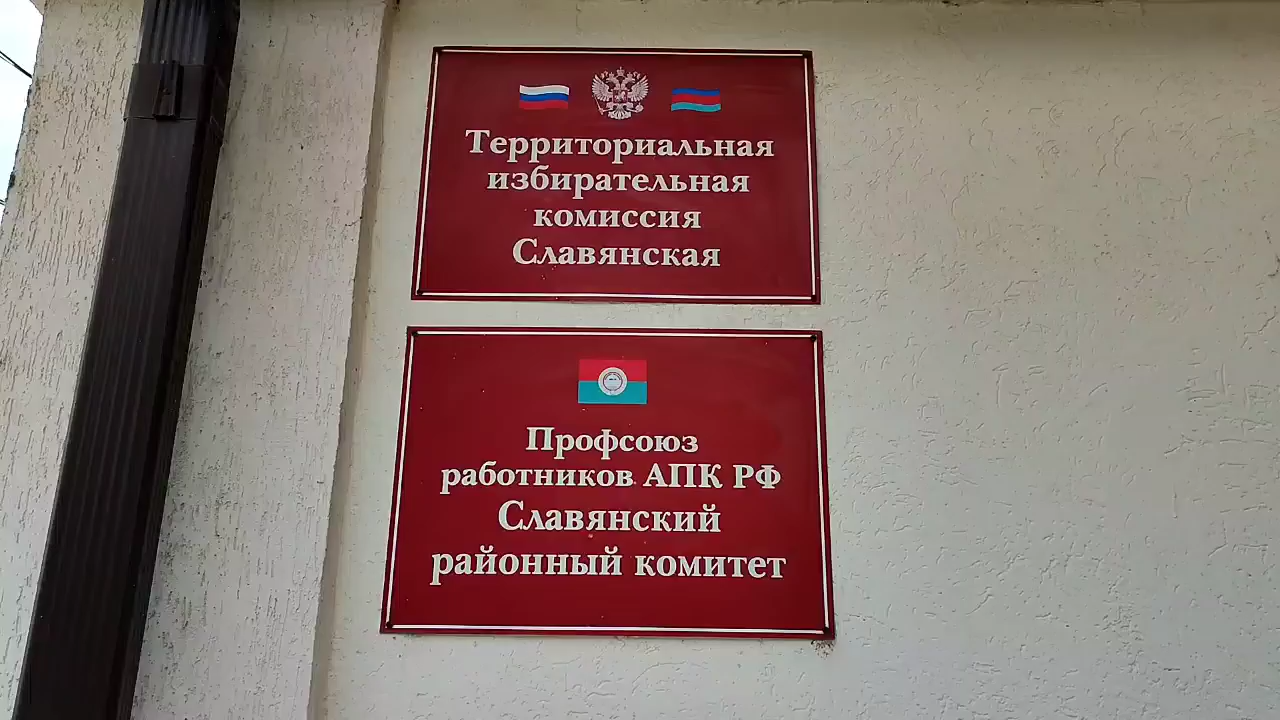 Территориальная
избирательная
комиссия
Славянская
Профсоюз
работников АПК РФ
Славянский
районный комитет